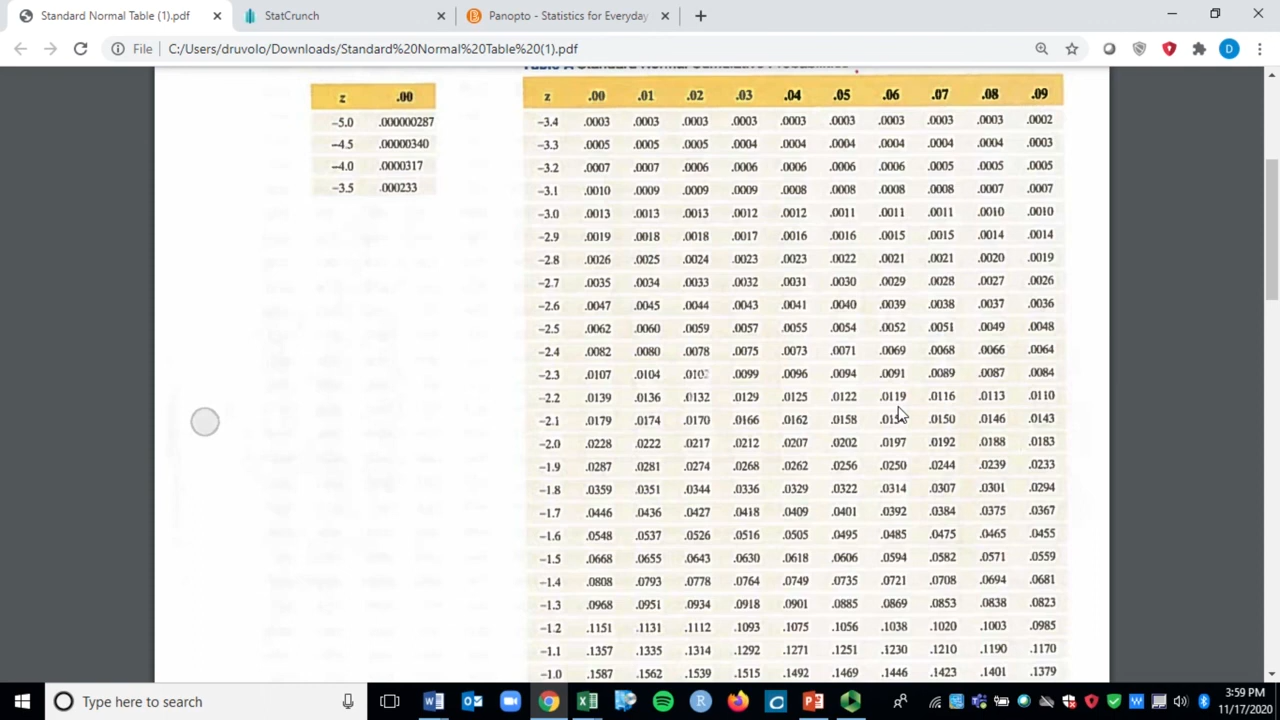 Standard Normal Table (1).pdf
StatCrunch
Panopto - Statistics for Everyday
File
C:/Users/druvolo/Downloads/Standard%20Normal%20Table%20(1).pdf
D
z .00
–5.0 .000000287
–4.5 .00000340
–4.0 .0000317
–3.5 .000233
Table A Standard Normal Cumulative Probabilities
z .00 .01 .02 .03 .04 .05 .06 .07 .08 .09
–3.4 .0003 .0003 .0003 .0003 .0003 .0003 .0003 .0003 .0003 .0002
–3.3 .0005 .0005 .0005 .0004 .0004 .0004 .0004 .0004 .0004 .0003
–3.2 .0007 .0007 .0006 .0006 .0006 .0006 .0006 .0005 .0005 .0005
–3.1 .0010 .0009 .0009 .0009 .0008 .0008 .0008 .0008 .0007 .0007
–3.0 .0013 .0013 .0013 .0012 .0012 .0011 .0011 .0011 .0010 .0010
–2.9 .0019 .0018 .0018 .0017 .0016 .0016 .0015 .0015 .0014 .0014
–2.8 .0026 .0025 .0024 .0023 .0023 .0022 .0021 .0021 .0020 .0019
–2.7 .0035 .0034 .0033 .0032 .0031 .0030 .0029 .0028 .0027 .0026
–2.6 .0047 .0045 .0044 .0043 .0041 .0040 .0039 .0038 .0037 .0036
–2.5 .0062 .0060 .0059 .0057 .0055 .0054 .0052 .0051 .0049 .0048
–2.4 .0082 .0080 .0078 .0075 .0073 .0071 .0069 .0068 .0066 .0064
–2.3 .0107 .0104 .0102 .0099 .0096 .0094 .0091 .0089 .0087 .0084
–2.2 .0139 .0136 .0132 .0129 .0125 .0122 .0119 .0116 .0113 .0110
–2.1 .0179 .0174 .0170 .0166 .0162 .0158 .0150 .0146 .0143
–2.0 .0228 .0222 .0217 .0212 .0207 .0202 .0197 .0192 .0188 .0183
–1.9 .0287 .0281 .0274 .0268 .0262 .0256 .0250 .0244 .0239 .0233
–1.8 .0359 .0351 .0344 .0336 .0329 .0322 .0314 .0307 .0301 .0294
–1.7 .0446 .0436 .0427 .0418 .0409 .0401 .0392 .0384 .0375 .0367
–1.6 .0548 .0537 .0526 .0516 .0505 .0495 .0485 .0475 .0465 .0455
–1.5 .0668 .0655 .0643 .0630 .0618 .0606 .0594 .0582 .0571 .0559
–1.4 .0808 .0793 .0778 .0764 .0749 .0735 .0721 .0708 .0694 .0681
–1.3 .0968 .0951 .0934 .0918 .0901 .0885 .0869 .0853 .0838 .0823
–1.2 .1151 .1131 .1112 .1093 .1075 .1056 .1038 .1020 .1003 .0985
–1.1 .1357 .1335 .1314 .1292 .1271 .1251 .1230 .1210 .1190 .1170
–1.0 .1587 .1562 .1539 .1515 .1492 .1469 .1446 .1423 .1401 .1379
Type here to search
3:59 PM
11/17/2020